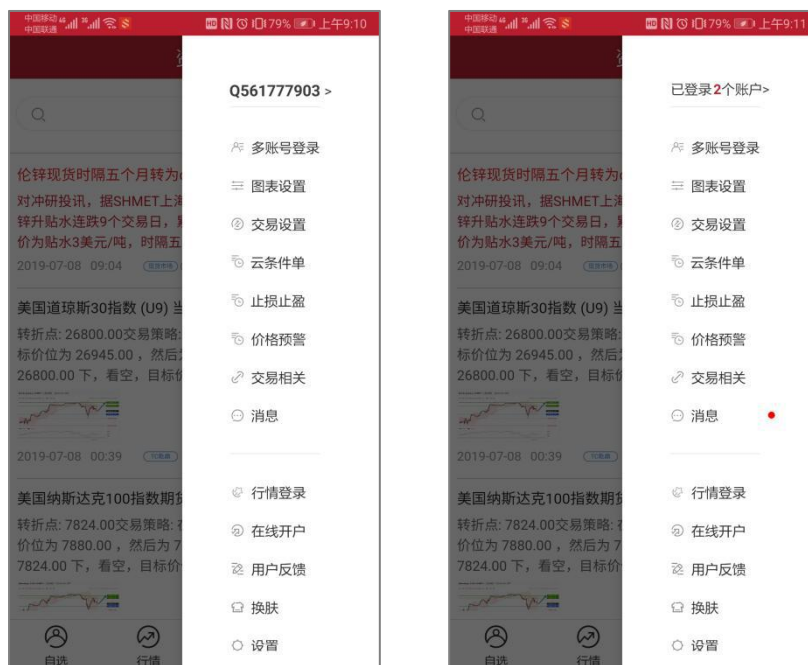 中国移动
中国联通
79%
上午9:10
Q561777903 >
多账号登录
图表设置
交易设置
云条件单
止损止盈
价格预警
交易相关
消息
行情登录
在线开户
用户反馈
换肤
设置
伦锌现货时隔五个月转为
对冲研投讯，据SHMET上海
锌升贴水连跌9个交易日，
价为贴水3美元/吨，时隔五
2019-07-08 09:04
美国道琼斯30指数 (U9) 当
转折点: 26800.00交易策略:
标价位为 26945.00 ，然后为
26800.00 下，看空，目标价
2019-07-08 00:39
美国纳斯达克100指数期货
转折点: 7824.00交易策略: 在
价位为 7880.00 ，然后为 7
7824.00 下，看空，目标价
自选
行情
中国移动
中国联通
79%
上午9:11
已登录2个账户>
多账号登录
图表设置
交易设置
云条件单
止损止盈
价格预警
交易相关
消息
行情登录
在线开户
用户反馈
换肤
设置
伦锌现货时隔五个月转为
对冲研投讯，据SHMET上海
锌升贴水连跌9个交易日，
价为贴水3美元/吨，时隔五
2019-07-08 09:04
美国道琼斯30指数 (U9) 当
转折点: 26800.00交易策略:
标价位为 26945.00 ，然后为
26800.00 下，看空，目标价
2019-07-08 00:39
美国纳斯达克100指数期货
转折点: 7824.00交易策略: 在
价位为 7880.00 ，然后为 7
7824.00 下，看空，目标价
自选
行情